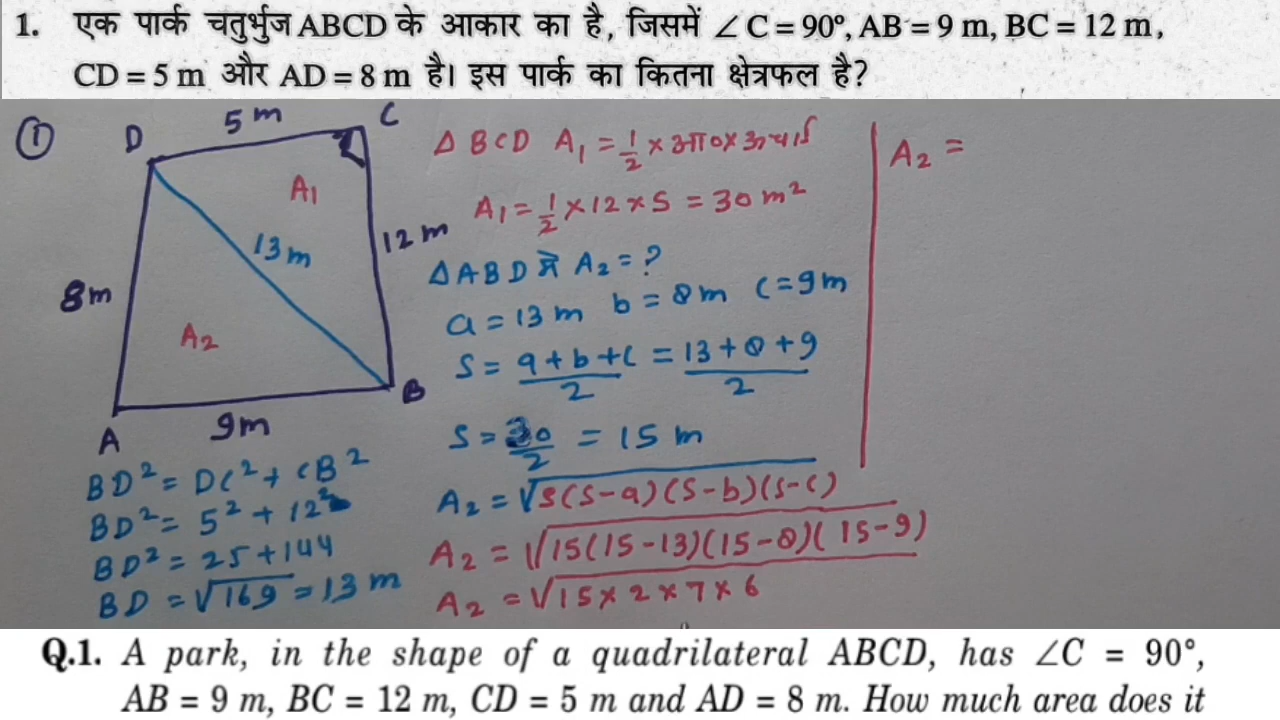 1. एक पार्क चतुर्भुज ABCD के आकार का है, जिसमें ∠C = 90°, AB = 9 m, BC = 12 m,
CD = 5 m और AD = 8 m है। इस पार्क का कितना क्षेत्रफल है?
①
D 5 m C
A₁
13 m
12 m
8m
A₂
A 9m B
BD² = DC² + CB²
BD² = 5² + 12²
BD² = 25 + 144
BD = √169 = 13 m
Δ BCD A₁ = 1/2 × आ० × ऊचाई
A₁ = 1/2 × 12 × 5 = 30 m²
Δ ABD में A₂ = ?
a = 13 m b = 8 m c = 9 m
S = a + b + c / 2 = 13 + 8 + 9 / 2
S = 30/2 = 15 m
A₂ = √S(S-a)(S-b)(S-c)
A₂ = √15(15-13)(15-8)(15-9)
A₂ = √15 × 2 × 7 × 6
A₂ =
Q.1. A park, in the shape of a quadrilateral ABCD, has ∠C = 90°,
AB = 9 m, BC = 12 m, CD = 5 m and AD = 8 m. How much area does it